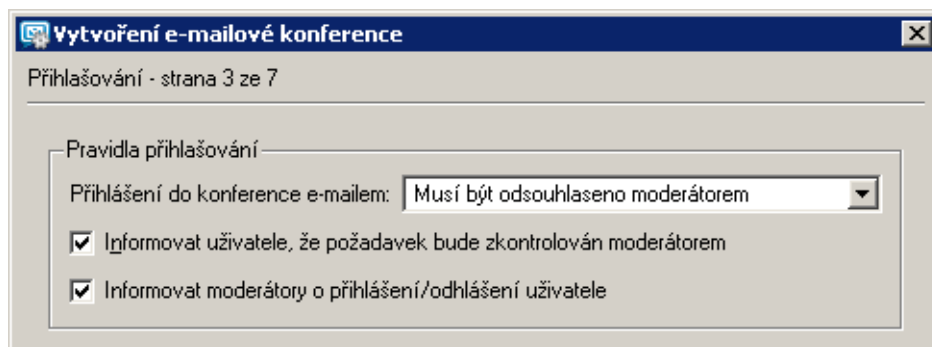 Vytvoření e-mailové konference
Přihlašování - strana 3 ze 7
Pravidla přihlašování
Přihlášení do konference e-mailem: Musí být odsouhlaseno moderátorem
Informovat uživatele, že požadavek bude zkontrolován moderátorem
Informovat moderátory o přihlášení/odhlášení uživatele